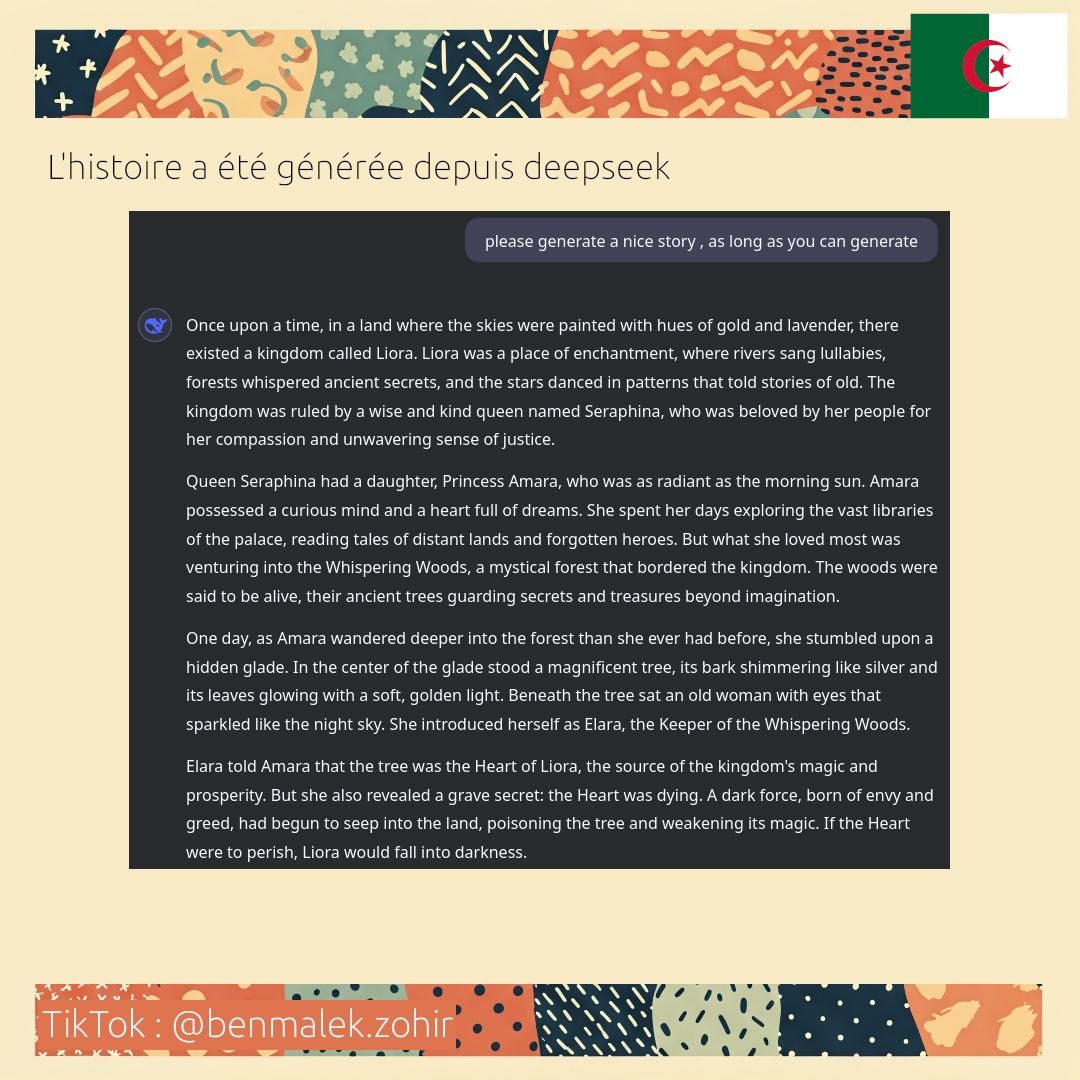 L'histoire a été générée depuis deepseek
please generate a nice story , as long as you can generate
Once upon a time, in a land where the skies were painted with hues of gold and lavender, there
existed a kingdom called Liora. Liora was a place of enchantment, where rivers sang lullabies,
forests whispered ancient secrets, and the stars danced in patterns that told stories of old. The
kingdom was ruled by a wise and kind queen named Seraphina, who was beloved by her people for
her compassion and unwavering sense of justice.
Queen Seraphina had a daughter, Princess Amara, who was as radiant as the morning sun. Amara
possessed a curious mind and a heart full of dreams. She spent her days exploring the vast libraries
of the palace, reading tales of distant lands and forgotten heroes. But what she loved most was
venturing into the Whispering Woods, a mystical forest that bordered the kingdom. The woods were
said to be alive, their ancient trees guarding secrets and treasures beyond imagination.
One day, as Amara wandered deeper into the forest than she ever had before, she stumbled upon a
hidden glade. In the center of the glade stood a magnificent tree, its bark shimmering like silver and
its leaves glowing with a soft, golden light. Beneath the tree sat an old woman with eyes that
sparkled like the night sky. She introduced herself as Elara, the Keeper of the Whispering Woods.
Elara told Amara that the tree was the Heart of Liora, the source of the kingdom's magic and
prosperity. But she also revealed a grave secret: the Heart was dying. A dark force, born of envy and
greed, had begun to seep into the land, poisoning the tree and weakening its magic. If the Heart
were to perish, Liora would fall into darkness.
TikTok : @benmalek.zohir